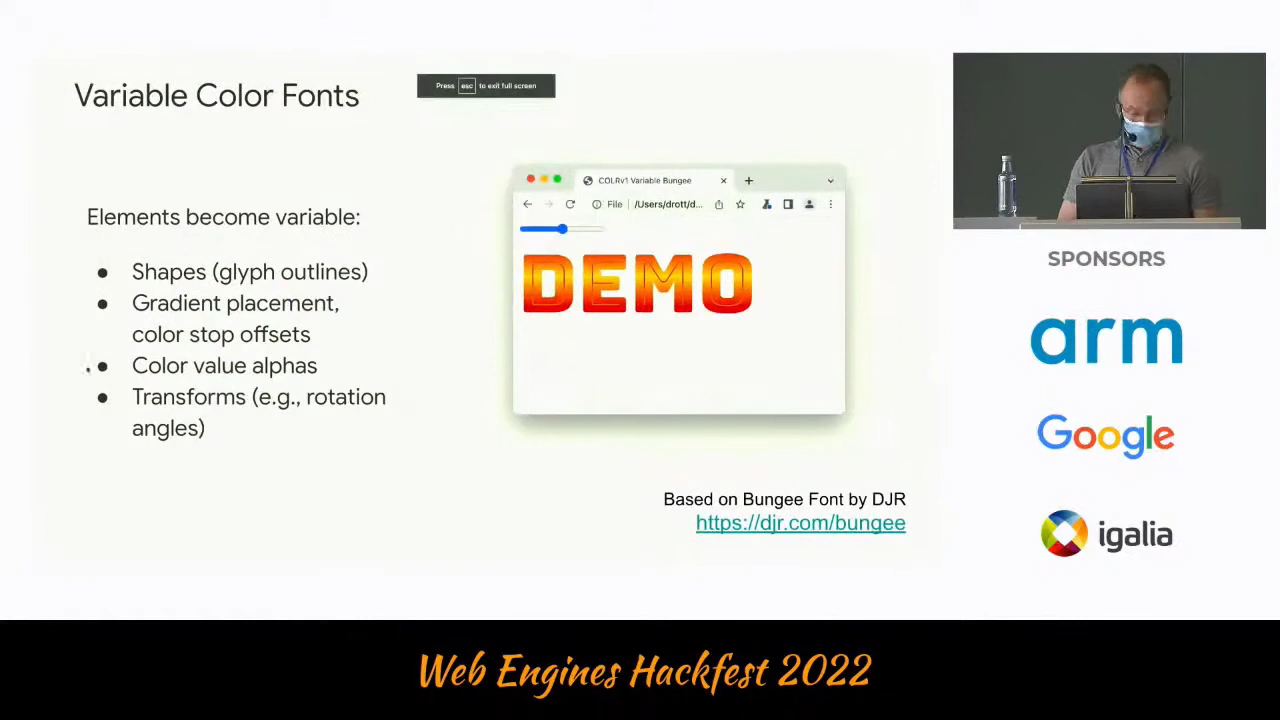 Variable Color Fonts
Press esc to exit full screen
Elements become variable:
● Shapes (glyph outlines)
● Gradient placement,
color stop offsets
● Color value alphas
● Transforms (e.g., rotation
angles)
COLRv1 Variable Bungee
File | /Users/drott/d...
DEMO
Based on Bungee Font by DJR
https://djr.com/bungee
SPONSORS
arm
Google
igalia
Web Engines Hackfest 2022